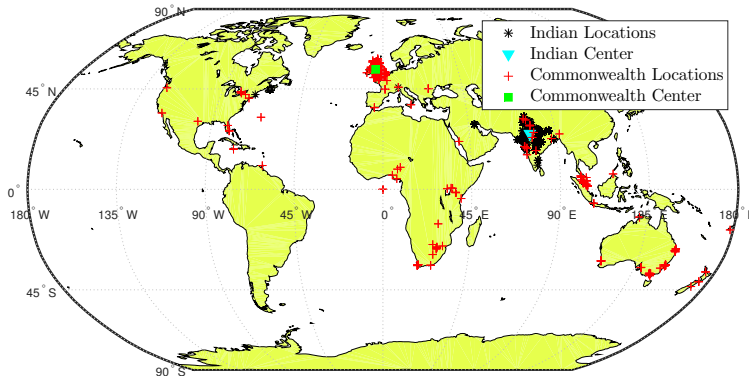 90° N
Indian Locations
Indian Center
Commonwealth Locations
Commonwealth Center
45° N
0°
180° W
135° W
90° W
45° W
0
45° E
90° E
135° E
180° E
45° S
90° S